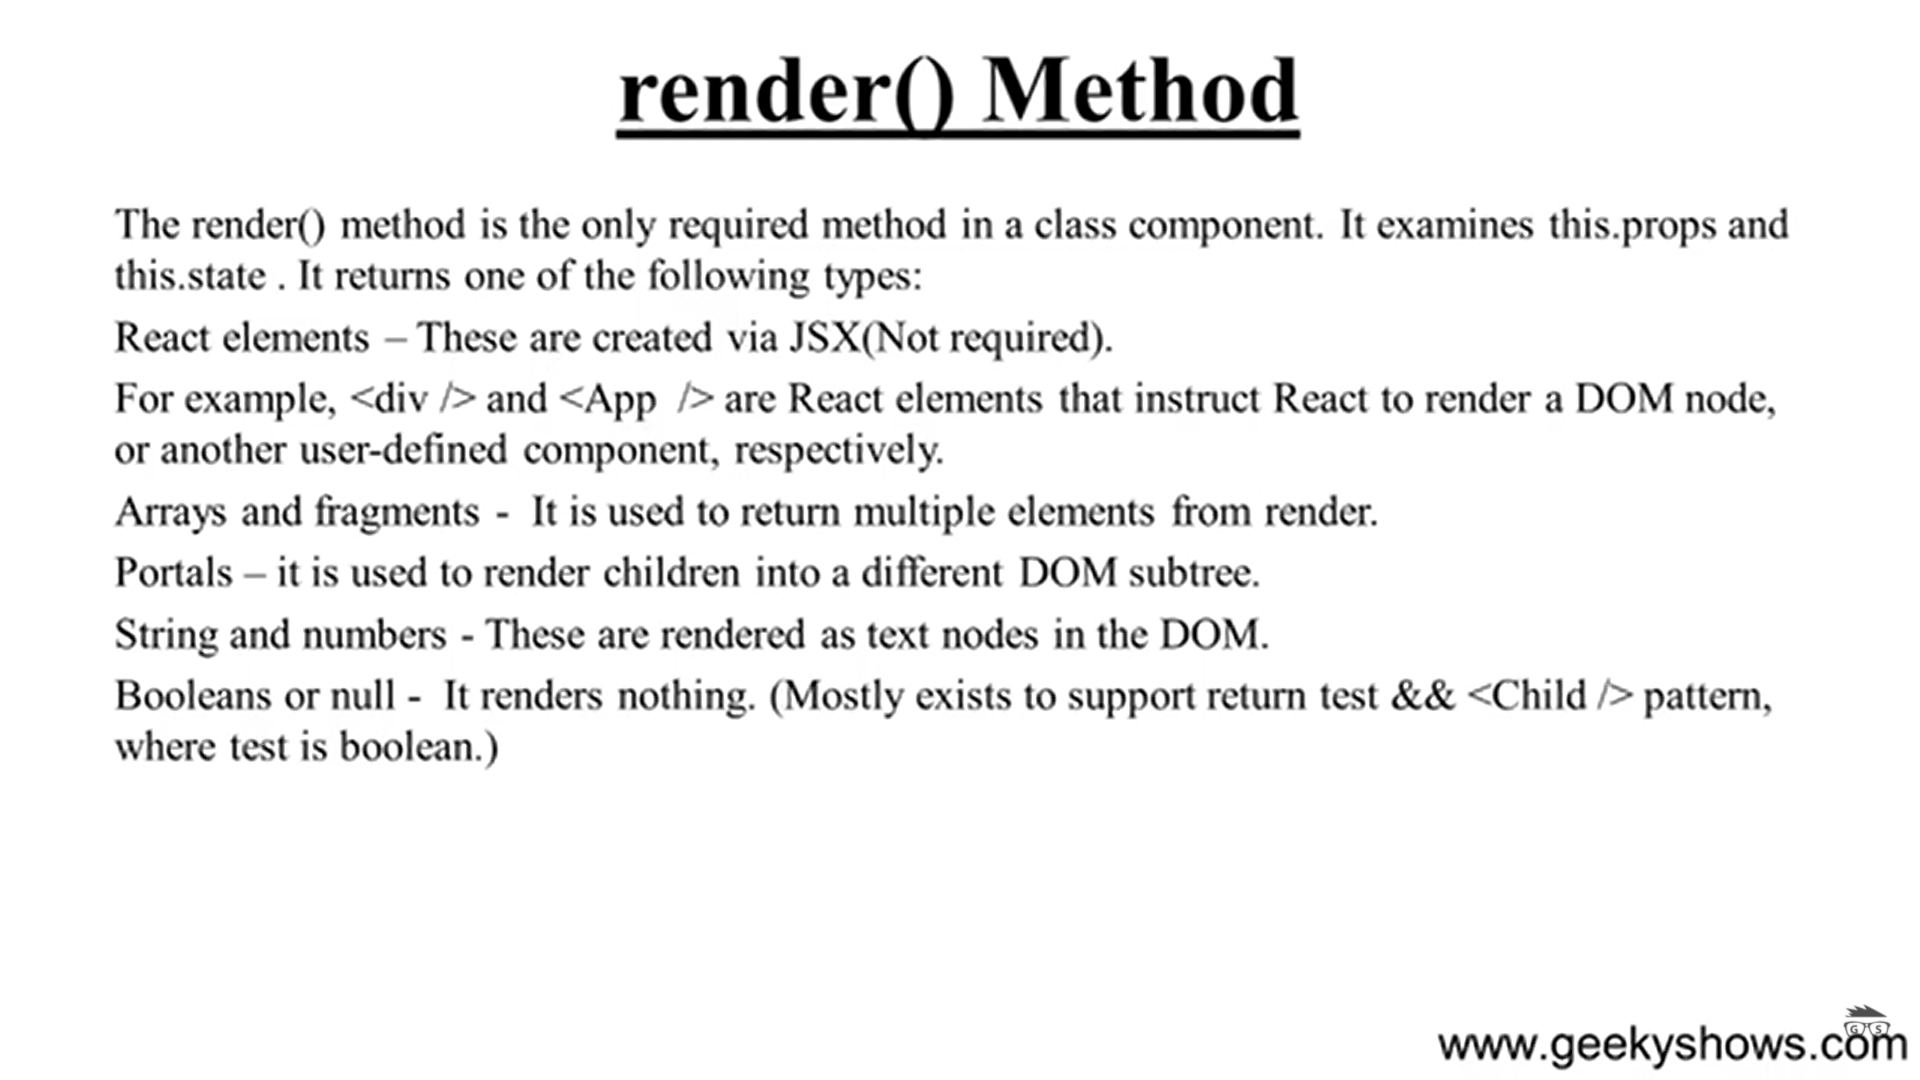 render() Method
The render() method is the only required method in a class component. It examines this.props and
this.state . It returns one of the following types:
React elements – These are created via JSX(Not required).
For example, <div /> and <App /> are React elements that instruct React to render a DOM node,
or another user-defined component, respectively.
Arrays and fragments - It is used to return multiple elements from render.
Portals – it is used to render children into a different DOM subtree.
String and numbers - These are rendered as text nodes in the DOM.
Booleans or null - It renders nothing. (Mostly exists to support return test && <Child /> pattern,
where test is boolean.)
G S
www.geekyshows.com